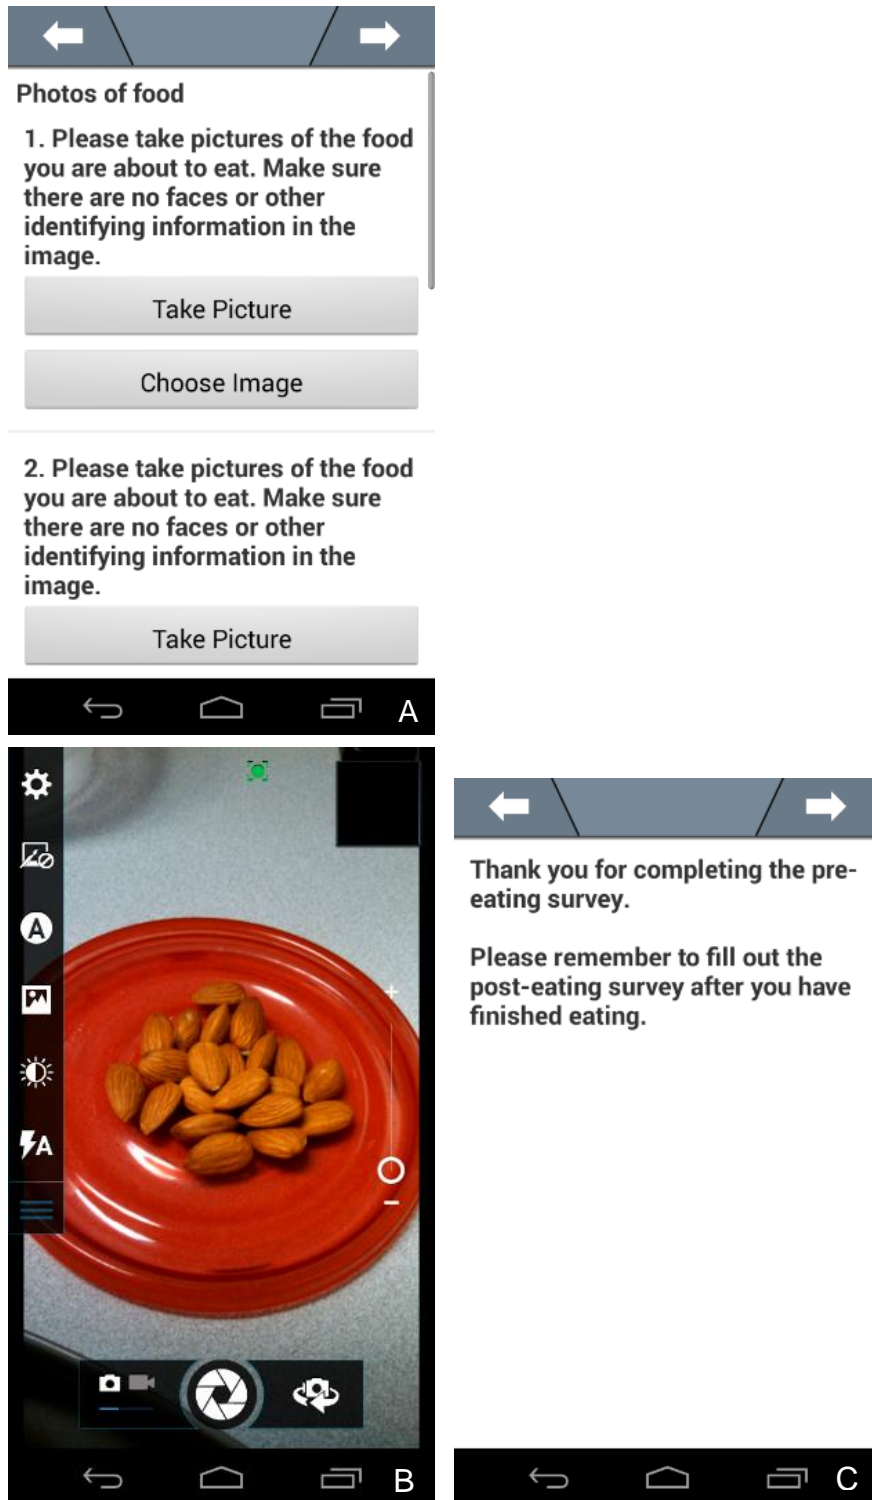 Photos of food
1. Please take pictures of the food
you are about to eat. Make sure
there are no faces or other
identifying information in the
image.
Take Picture
Choose Image
2. Please take pictures of the food
you are about to eat. Make sure
there are no faces or other
identifying information in the
image.
Take Picture
A
A
A
B
Thank you for completing the pre-
eating survey.
Please remember to fill out the
post-eating survey after you have
finished eating.
C